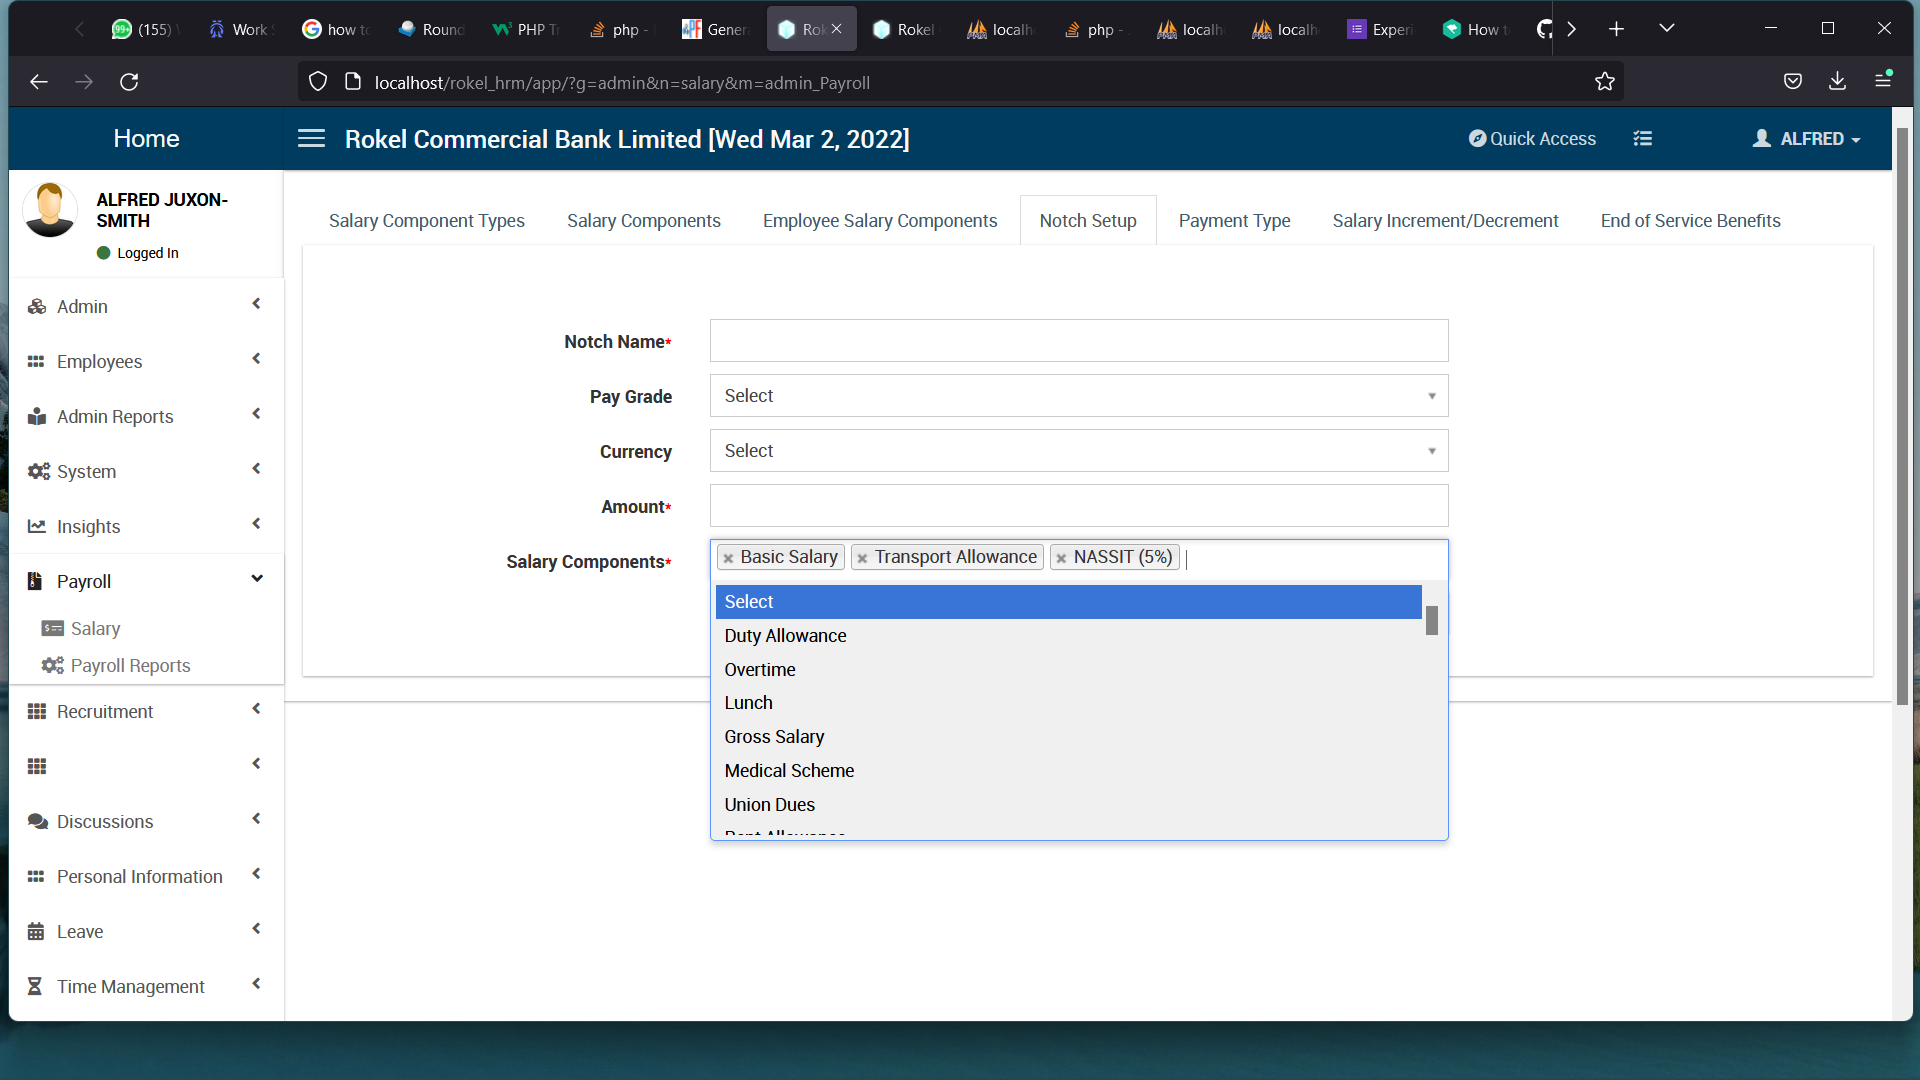 99+ (155)
Work
how to
Round
PHP T
php -
Genera
Rok
Rokel
localh
php -
localh
localh
Experi
How t
localhost/rokel_hrm/app/?g=admin&n=salary&m=admin_Payroll
Home
Rokel Commercial Bank Limited [Wed Mar 2, 2022]
Quick Access
ALFRED
ALFRED JUXON-
SMITH
Logged In
Admin
Employees
Admin Reports
System
Insights
Payroll
Salary
Payroll Reports
Recruitment
Discussions
Personal Information
Leave
Time Management
Salary Component Types
Salary Components
Employee Salary Components
Notch Setup
Payment Type
Salary Increment/Decrement
End of Service Benefits
Notch Name*
Pay Grade
Select
Currency
Select
Amount*
Salary Components*
× Basic Salary × Transport Allowance × NASSIT (5%)
Select
Duty Allowance
Overtime
Lunch
Gross Salary
Medical Scheme
Union Dues
Rent Allowance